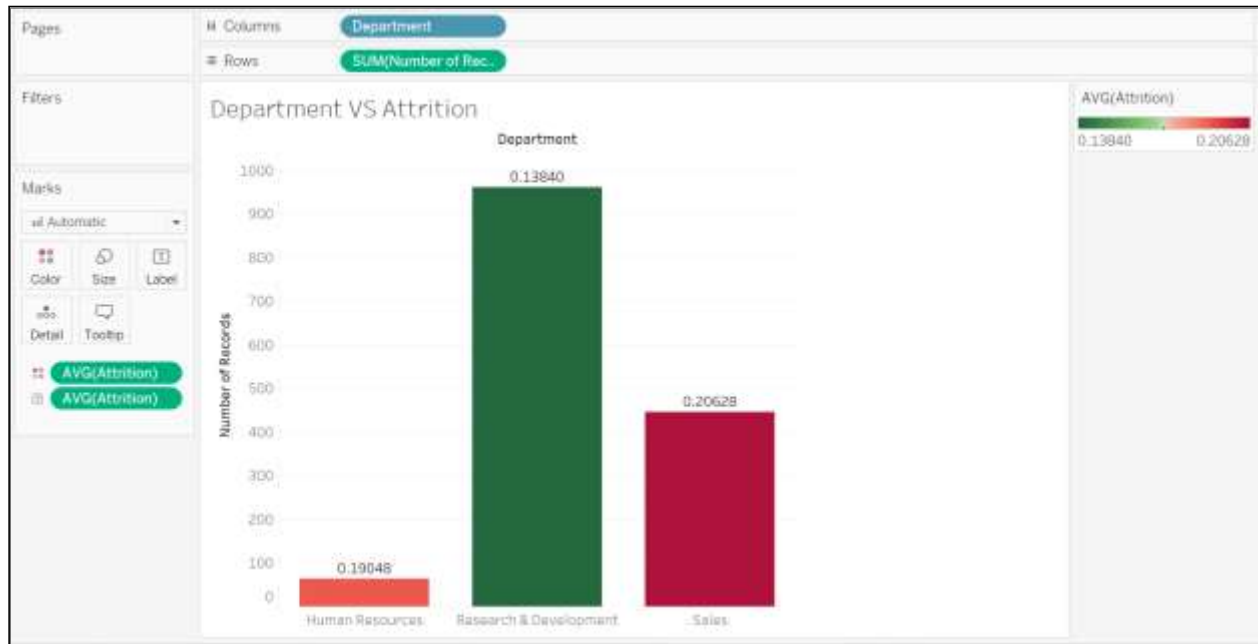 Pages
Columns
Department
Rows
SUM(Number of Rec..
Filters
Marks
Automatic
Color
Size
Label
Detail
Tooltip
AVG(Attrition)
AVG(Attrition)
Department VS Attrition
Department
Number of Records
1000
900
800
700
600
500
400
300
200
100
0
0.13840
0.20628
0.19048
Human Resources
Research & Development
Sales
AVG(Attrition)
0.13840
0.20628